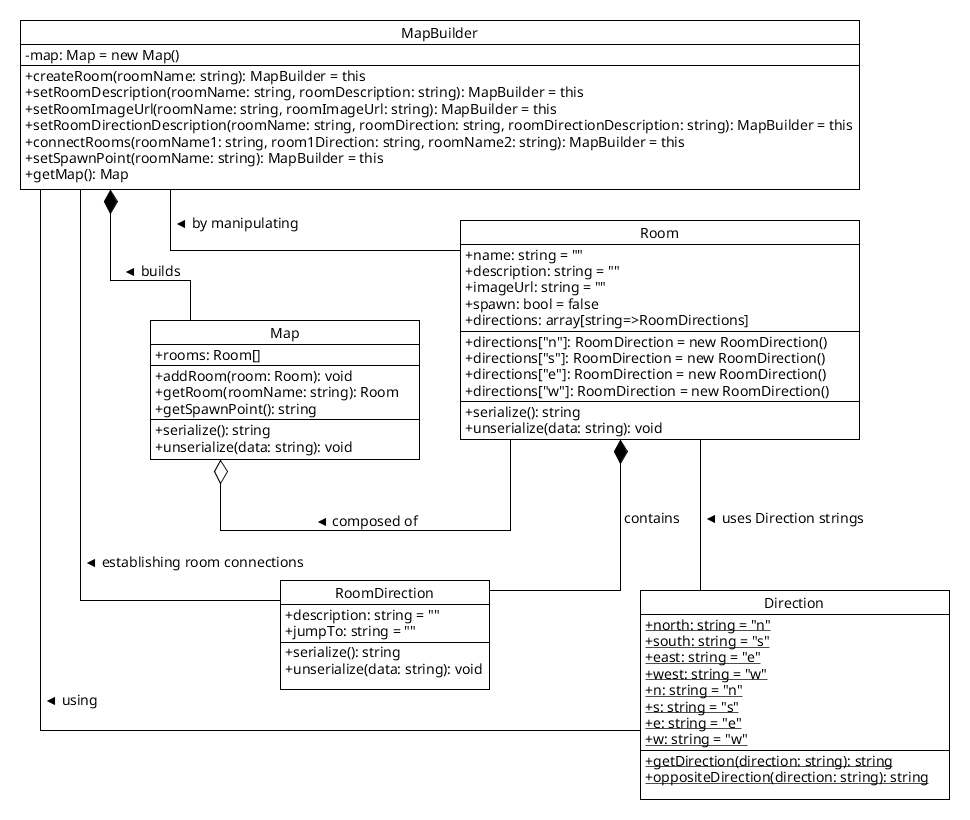 MapBuilder
-map: Map = new Map()
+createRoom(roomName: string): MapBuilder = this
+setRoomDescription(roomName: string, roomDescription: string): MapBuilder = this
+setRoomImageUrl(roomName: string, roomImageUrl: string): MapBuilder = this
+setRoomDirectionDescription(roomName: string, roomDirection: string, roomDirectionDescription: string): MapBuilder = this
+connectRooms(roomName1: string, room1Direction: string, roomName2: string): MapBuilder = this
+setSpawnPoint(roomName: string): MapBuilder = this
+getMap(): Map
◄ by manipulating
◄ builds
Room
+name: string = ""
+description: string = ""
+imageUrl: string = ""
+spawn: bool = false
+directions: array[string=>RoomDirections]
+directions["n"]: RoomDirection = new RoomDirection()
+directions["s"]: RoomDirection = new RoomDirection()
+directions["e"]: RoomDirection = new RoomDirection()
+directions["w"]: RoomDirection = new RoomDirection()
+serialize(): string
+unserialize(data: string): void
Map
+rooms: Room[]
+addRoom(room: Room): void
+getRoom(roomName: string): Room
+getSpawnPoint(): string
+serialize(): string
+unserialize(data: string): void
◄ composed of
contains
◄ uses Direction strings
◄ establishing room connections
RoomDirection
+description: string = ""
+jumpTo: string = ""
+serialize(): string
+unserialize(data: string): void
Direction
+north: string = "n"
+south: string = "s"
+east: string = "e"
+west: string = "w"
+n: string = "n"
+s: string = "s"
+e: string = "e"
+w: string = "w"
+getDirection(direction: string): string
+oppositeDirection(direction: string): string
◄ using